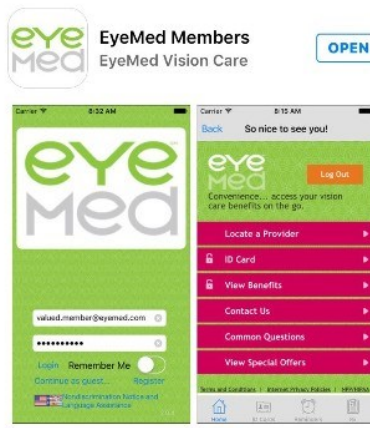 eye
med
EyeMed Members
EyeMed Vision Care
OPEN
Carrier 8:32 AM
eye
med
valued.member@eyemed.com
••••••••••
Login Remember Me
Continue as guest... Register
Nondiscrimination Notice and
Language Assistance
Carrier 8:15 AM
Back So nice to see you!
eye
med
Log Out
Convenience... access your vision
care benefits on the go.
Locate a Provider
ID Card
View Benefits
Contact Us
Common Questions
View Special Offers
Terms and Conditions | Internet Privacy Policies |
Home ID Cards Reminders